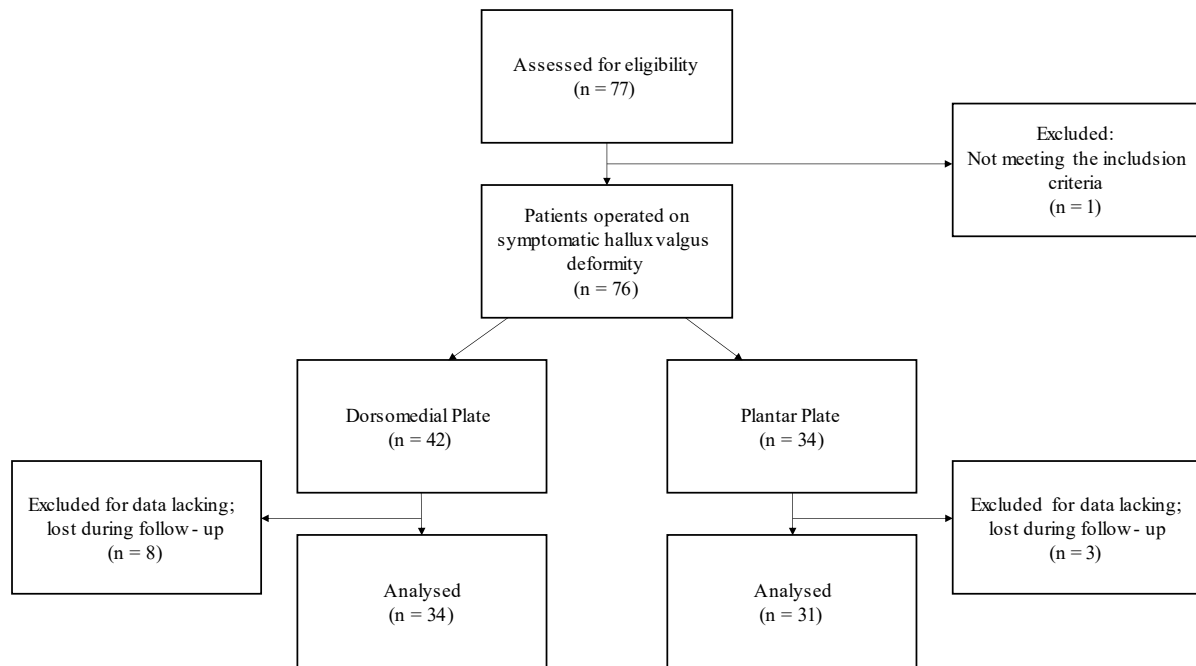 Assessed for eligibility
(n = 77)
Excluded:
Not meeting the includsion
criteria
(n = 1)
Patients operated on
symptomatic hallux valgus
deformity
(n = 76)
Dorsomedial Plate
(n = 42)
Plantar Plate
(n = 34)
Excluded for data lacking;
lost during follow - up
(n = 8)
Excluded for data lacking;
lost during follow - up
(n = 3)
Analysed
(n = 34)
Analysed
(n = 31)